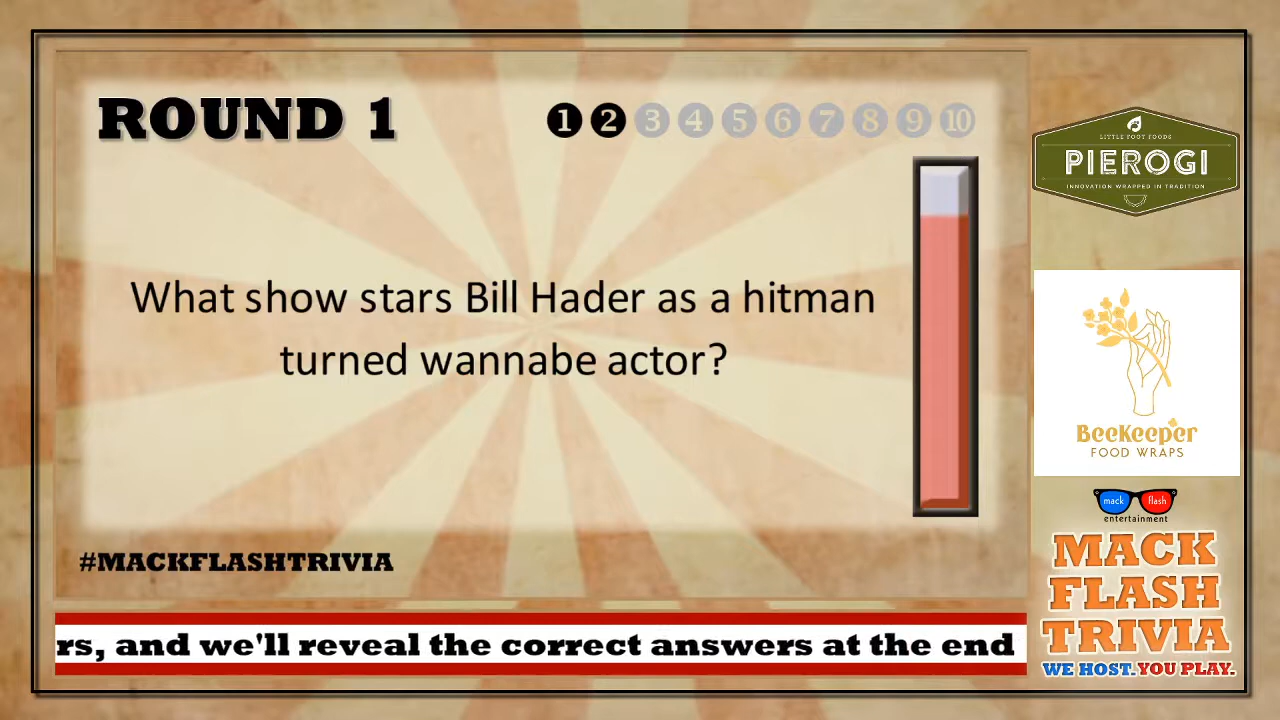 ROUND 1
1 2 3 4 5 6 7 8 9 10
What show stars Bill Hader as a hitman
turned wannabe actor?
#MACKFLASHTRIVIA
rs, and we'll reveal the correct answers at the end
LITTLE FOOT FOODS
PIEROGI
INNOVATION WRAPPED IN TRADITION
BEEKEEPER
FOOD WRAPS
mack flash
entertainment
MACK
FLASH
TRIVIA
WE HOST. YOU PLAY.